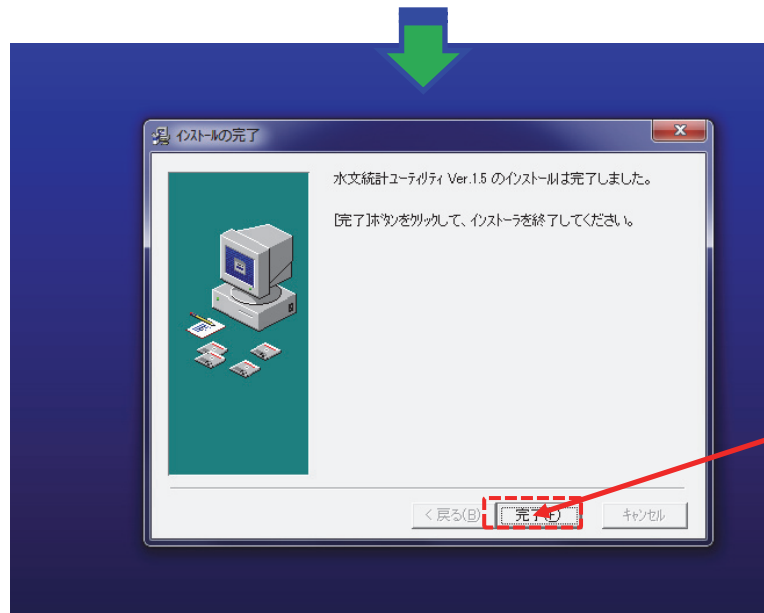 インストールの完了
水文統計ユーティリティ Ver.1.5 のインストールは完了しました。
[完了]ボタンをクリックして、インストーラを終了してください。
< 戻る(B)
完了(F)
キャンセル